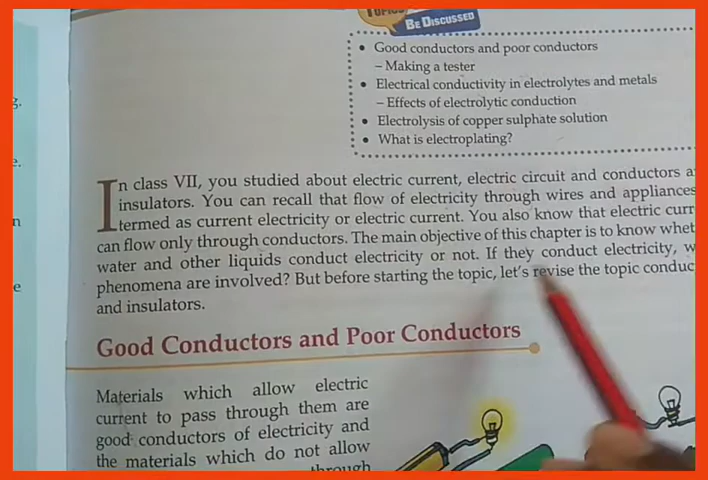 g.
e.
n
e
TOPICS
BE DISCUSSED
• Good conductors and poor conductors
– Making a tester
• Electrical conductivity in electrolytes and metals
– Effects of electrolytic conduction
• Electrolysis of copper sulphate solution
• What is electroplating?
In class VII, you studied about electric current, electric circuit and conductors a
insulators. You can recall that flow of electricity through wires and appliances
termed as current electricity or electric current. You also know that electric curr
can flow only through conductors. The main objective of this chapter is to know whet
water and other liquids conduct electricity or not. If they conduct electricity, w
phenomena are involved? But before starting the topic, let's revise the topic conduc
and insulators.
Good Conductors and Poor Conductors
Materials which allow electric
current to pass through them are
good conductors of electricity and
the materials which do not allow
through